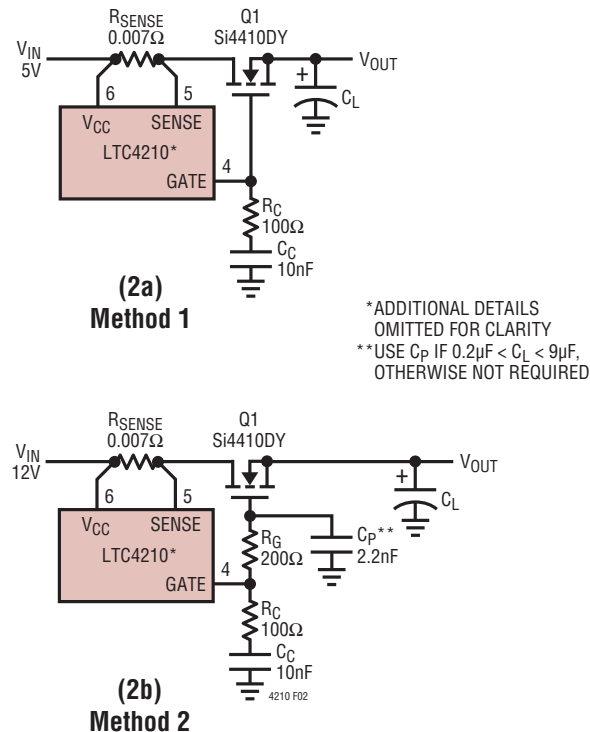 RSENSE
0.007Ω
Q1
Si4410DY
VIN
5V
VOUT
+
CL
6
5
VCC
SENSE
LTC4210*
GATE
4
RC
100Ω
CC
10nF
(2a)
Method 1
*ADDITIONAL DETAILS
OMITTED FOR CLARITY
**USE CP IF 0.2µF < CL < 9µF,
OTHERWISE NOT REQUIRED
RSENSE
0.007Ω
Q1
Si4410DY
VIN
12V
VOUT
+
CL
6
5
VCC
SENSE
LTC4210*
GATE
4
RG
200Ω
CP**
2.2nF
RC
100Ω
CC
10nF
4210 F02
(2b)
Method 2